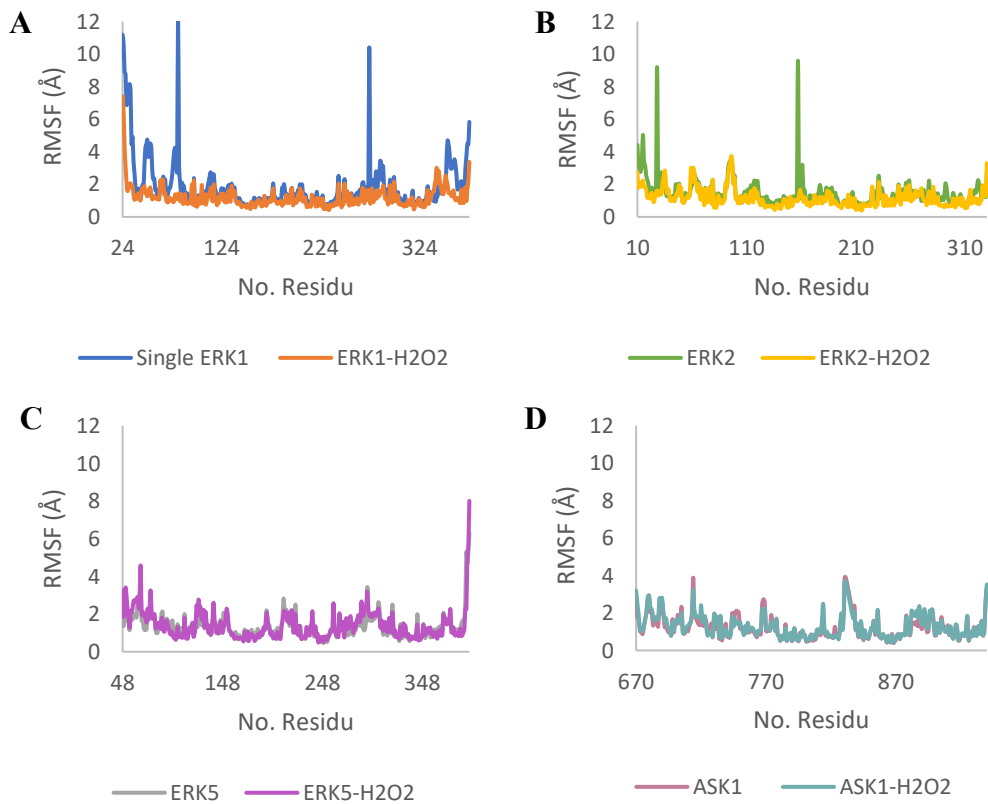 A
RMSF (Å)
12
10
8
6
4
2
0
24
124
224
324
No. Residu
Single ERK1
ERK1-H2O2
B
RMSF (Å)
12
10
8
6
4
2
0
10
110
210
310
No. Residu
ERK2
ERK2-H2O2
C
RMSF (Å)
12
10
8
6
4
2
0
48
148
248
348
No. Residu
ERK5
ERK5-H2O2
D
RMSF (Å)
12
10
8
6
4
2
0
670
770
870
No. Residu
ASK1
ASK1-H2O2